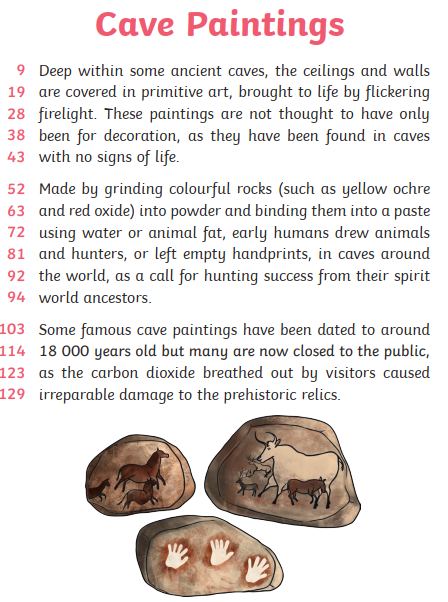 Cave Paintings
9 Deep within some ancient caves, the ceilings and walls
19 are covered in primitive art, brought to life by flickering
28 firelight. These paintings are not thought to have only
38 been for decoration, as they have been found in caves
43 with no signs of life.
52 Made by grinding colourful rocks (such as yellow ochre
63 and red oxide) into powder and binding them into a paste
72 using water or animal fat, early humans drew animals
81 and hunters, or left empty handprints, in caves around
92 the world, as a call for hunting success from their spirit
94 world ancestors.
103 Some famous cave paintings have been dated to around
114 18 000 years old but many are now closed to the public,
123 as the carbon dioxide breathed out by visitors caused
129 irreparable damage to the prehistoric relics.